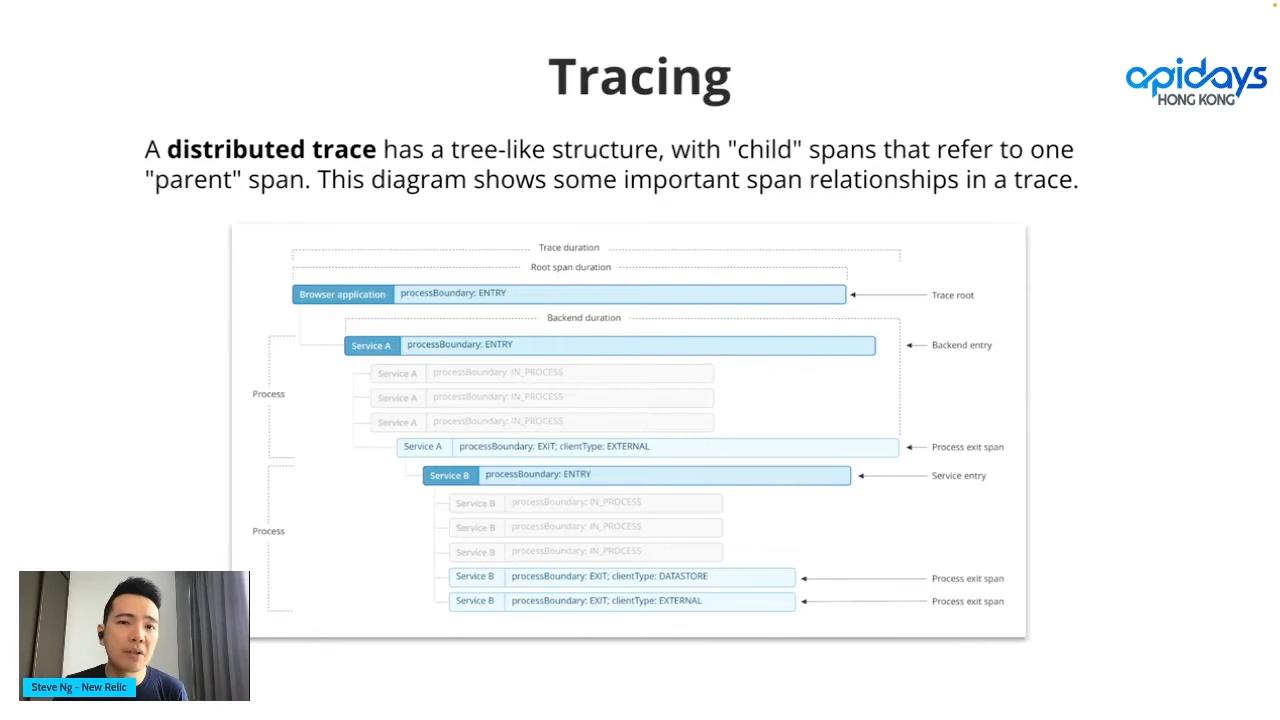 Tracing
apidays
HONG KONG
A distributed trace has a tree-like structure, with "child" spans that refer to one
"parent" span. This diagram shows some important span relationships in a trace.
Trace duration
Root span duration
Browser application processBoundary: ENTRY Trace root
Backend duration
Service A processBoundary: ENTRY Backend entry
Service A processBoundary: IN_PROCESS
Process
Service A processBoundary: IN_PROCESS
Service A processBoundary: IN_PROCESS
Service A processBoundary: EXIT; clientType: EXTERNAL Process exit span
Service B processBoundary: ENTRY Service entry
Service B processBoundary: IN_PROCESS
Service B processBoundary: IN_PROCESS
Process
Service B processBoundary: IN_PROCESS
Service B processBoundary: EXIT; clientType: DATASTORE Process exit span
Service B processBoundary: EXIT; clientType: EXTERNAL Process exit span
Steve Ng - New Relic